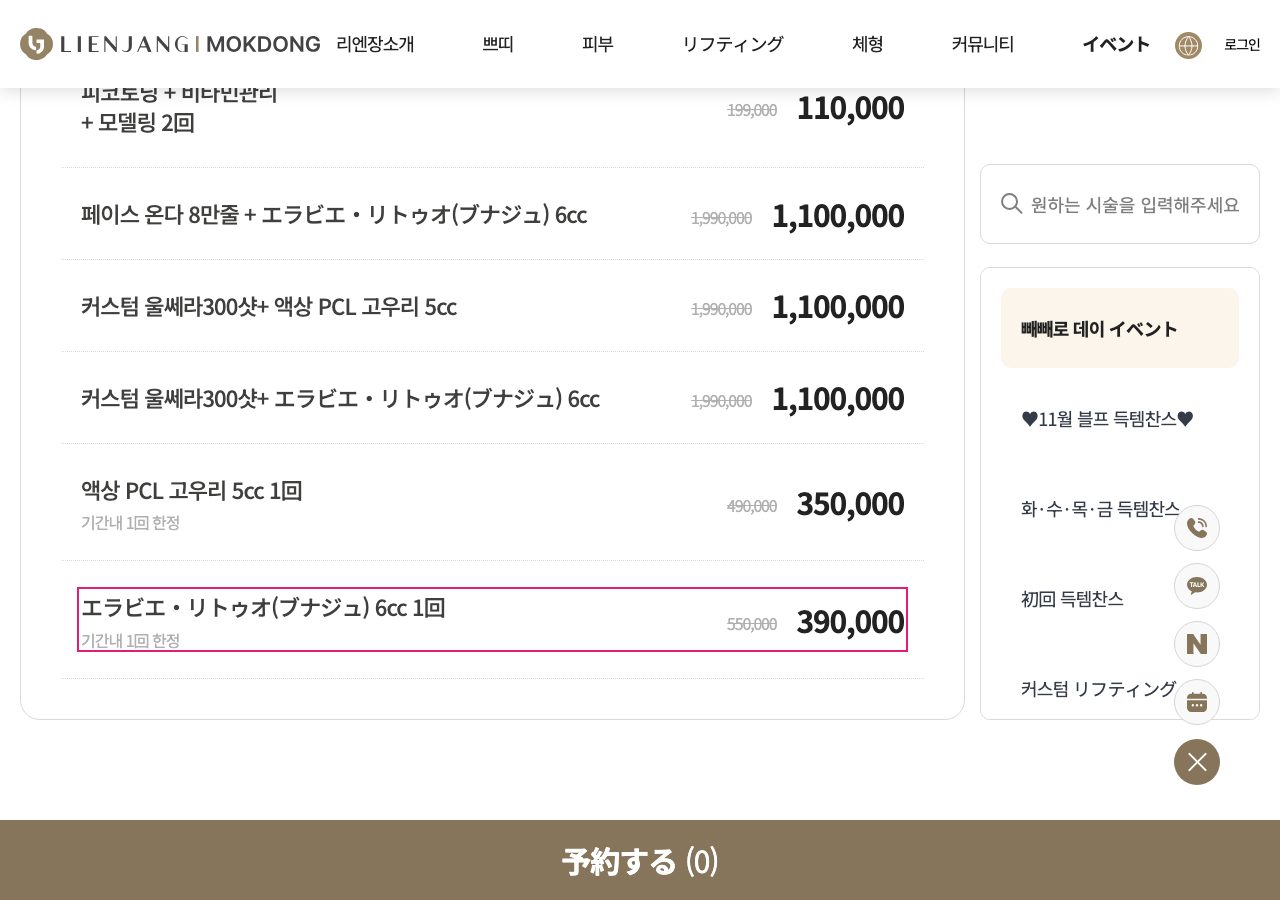 LIENJANG MOKDONG 리엔장소개 쁘띠 피부 リフティング 체형 커뮤니티 イベント 로그인
피코토닝 + 비타민관리
+ 모델링 2回
199,000 110,000
페이스 온다 8만줄 + エラビエ・リトゥオ(ブナジュ) 6cc 1,990,000 1,100,000
커스텀 울쎄라300샷+ 액상 PCL 고우리 5cc 1,990,000 1,100,000
커스텀 울쎄라300샷+ エラビエ・リトゥオ(ブナジュ) 6cc 1,990,000 1,100,000
액상 PCL 고우리 5cc 1回
기간내 1回 한정
490,000 350,000
エラビエ・リトゥオ(ブナジュ) 6cc 1回
기간내 1回 한정
550,000 390,000
원하는 시술을 입력해주세요
빼빼로 데이 イベント
♥11월 블프 득템찬스♥
화·수·목·금 득템찬스
初回 득템찬스
커스텀 リフティング
TALK
N
予約する (0)